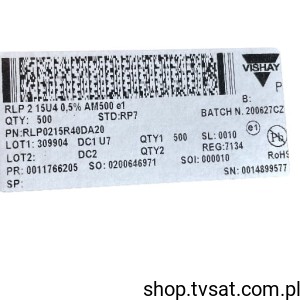 VISHAY
RLP 2 15U4 0,5% AM500 e1
B: P
QTY: 500 STD:RP7
BATCH N. 200627CZ
PN:RLP0215R40DA20
LOT1: 309904 DC1 U7 QTY1 500 SL: 0010 e1 Pb
LOT2: DC2 QTY2 REG:7134 RoHS
PR: 0011766205 SO: 0200646971 SOI: 000010
SP: SN: 0014899577
shop.tvsat.com.pl